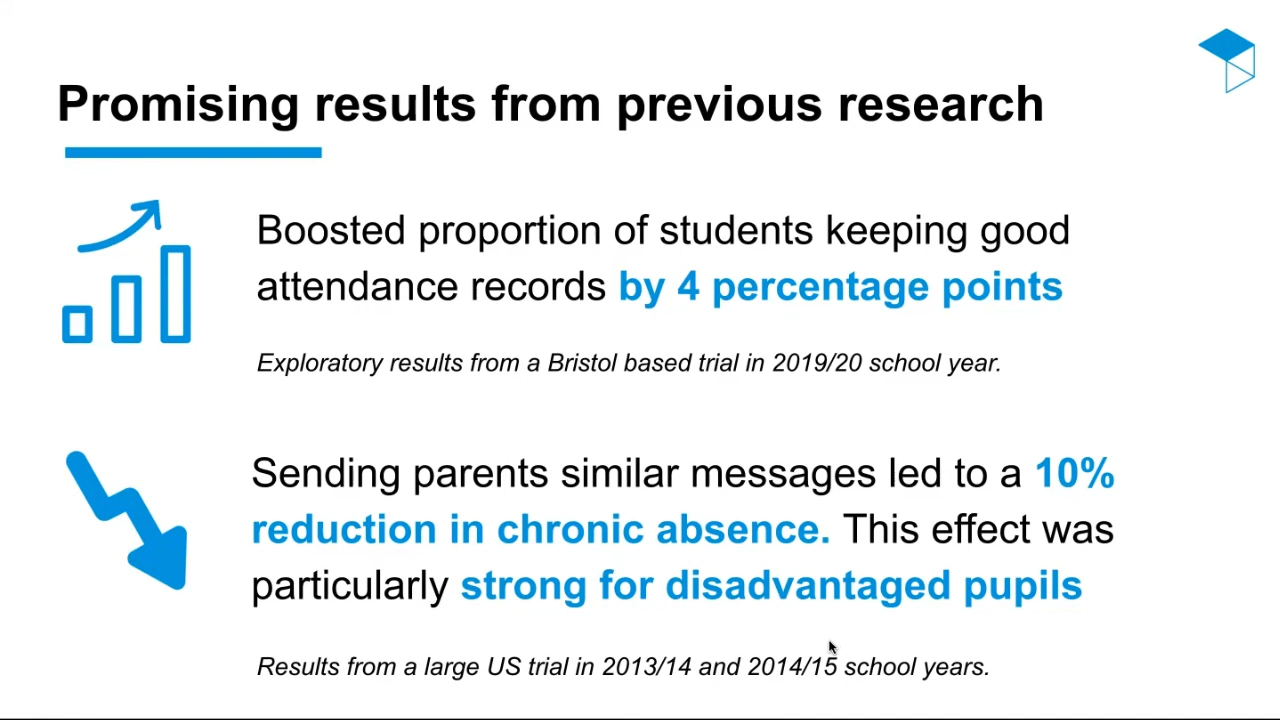 Promising results from previous research
Boosted proportion of students keeping good
attendance records by 4 percentage points
Exploratory results from a Bristol based trial in 2019/20 school year.
Sending parents similar messages led to a 10%
reduction in chronic absence. This effect was
particularly strong for disadvantaged pupils
Results from a large US trial in 2013/14 and 2014/15 school years.